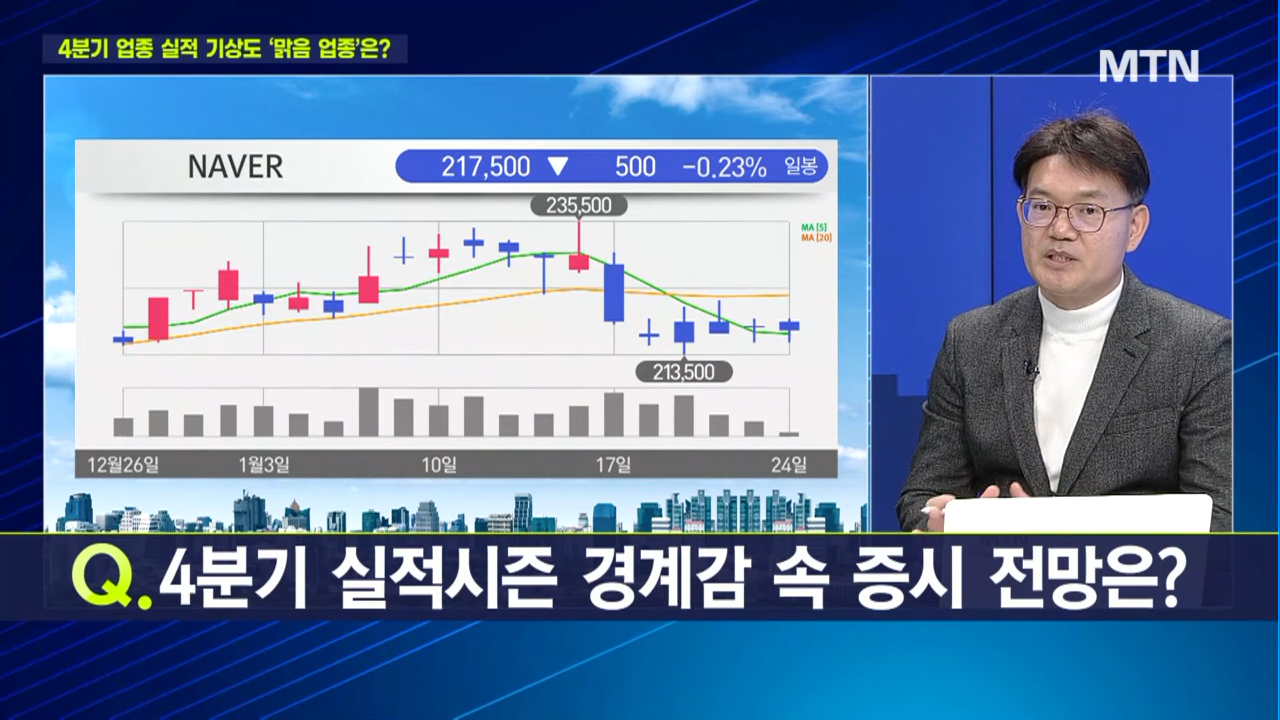 4분기 업종 실적 기상도 '맑음 업종'은?
MTN
NAVER
217,500 ▼ 500 -0.23% 일봉
235,500
MA [5]
MA [20]
213,500
12월26일 1월3일 10일 17일 24일
Q. 4분기 실적시즌 경계감 속 증시 전망은?